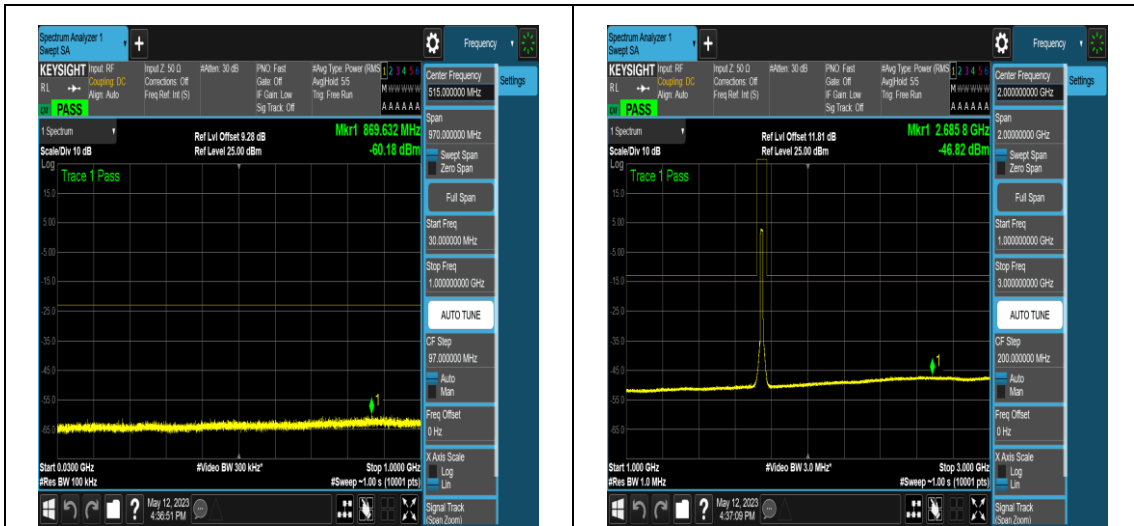 Spectrum Analyzer 1
Swept SA
Frequency
KEYSIGHT
RL
Input: RF
Coupling: DC
Align: Auto
Input Z: 50 Ω
Corrections: Off
Freq Ref: Int (S)
#Atten: 30 dB
PNO: Fast
Gate: Off
IF Gain: Low
Sig Track: Off
#Avg Type: Power (RMS
Avg|Hold: 5/5
Trig: Free Run
1 2 3 4 5 6
M W W W W W
A A A A A A
PASS
Center Frequency
515.000000 MHz
Settings
1 Spectrum
Scale/Div 10 dB
Ref Lvl Offset 9.28 dB
Ref Level 25.00 dBm
Mkr1 869.632 MHz
-60.18 dBm
Span
970.000000 MHz
Swept Span
Zero Span
Log
Trace 1 Pass
15.0
5.00
-5.00
-15.0
-25.0
-35.0
-45.0
-55.0
-65.0
1
Full Span
Start Freq
30.000000 MHz
Stop Freq
1.000000000 GHz
AUTO TUNE
CF Step
97.000000 MHz
Auto
Man
Freq Offset
0 Hz
X Axis Scale
Log
Lin
Signal Track
(Span Zoom)
Start 0.0300 GHz
#Res BW 100 kHz
#Video BW 300 kHz*
Stop 1.0000 GHz
#Sweep ~1.00 s (10001 pts)
?
May 12, 2023
4:36:51 PM
Spectrum Analyzer 1
Swept SA
Frequency
KEYSIGHT
RL
Input: RF
Coupling: DC
Align: Auto
Input Z: 50 Ω
Corrections: Off
Freq Ref: Int (S)
#Atten: 30 dB
PNO: Fast
Gate: Off
IF Gain: Low
Sig Track: Off
#Avg Type: Power (RMS
Avg|Hold: 5/5
Trig: Free Run
1 2 3 4 5 6
M W W W W W
A A A A A A
PASS
Center Frequency
2.000000000 GHz
Settings
1 Spectrum
Scale/Div 10 dB
Ref Lvl Offset 11.81 dB
Ref Level 25.00 dBm
Mkr1 2.685 8 GHz
-46.82 dBm
Span
2.00000000 GHz
Swept Span
Zero Span
Log
Trace 1 Pass
15.0
5.00
-5.00
-15.0
-25.0
-35.0
-45.0
-55.0
-65.0
1
Full Span
Start Freq
1.000000000 GHz
Stop Freq
3.000000000 GHz
AUTO TUNE
CF Step
200.000000 MHz
Auto
Man
Freq Offset
0 Hz
X Axis Scale
Log
Lin
Signal Track
(Span Zoom)
Start 1.000 GHz
#Res BW 1.0 MHz
#Video BW 3.0 MHz*
Stop 3.000 GHz
#Sweep ~1.00 s (10001 pts)
?
May 12, 2023
4:37:09 PM